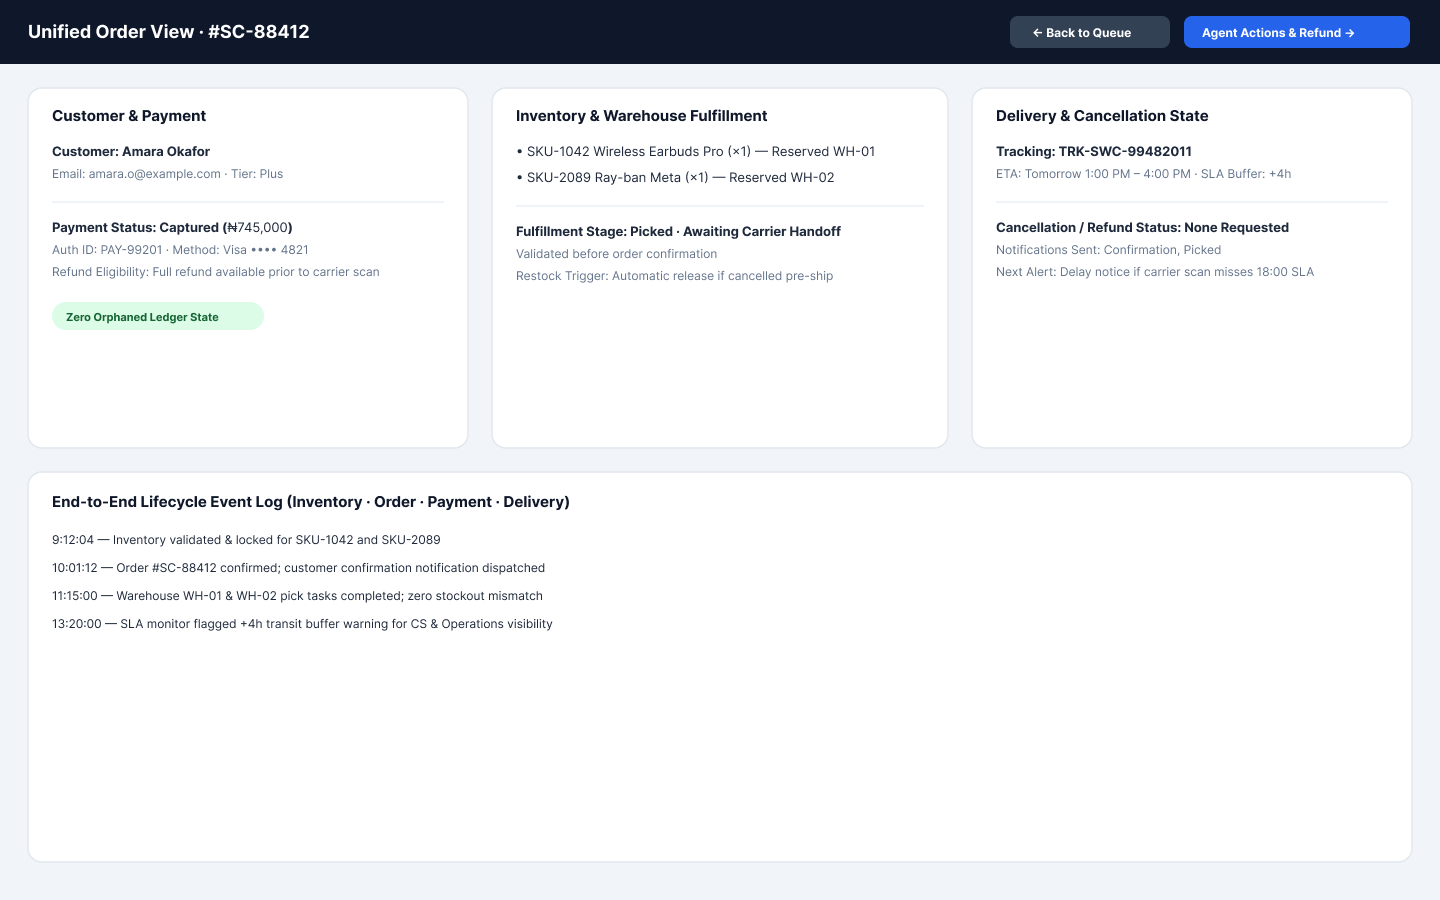 Unified Order View · #SC-88412
← Back to Queue
Agent Actions & Refund →
Customer & Payment
Customer: Amara Okafor
Email: amara.o@example.com · Tier: Plus
Payment Status: Captured (₦745,000)
Auth ID: PAY-99201 · Method: Visa •••• 4821
Refund Eligibility: Full refund available prior to carrier scan
Zero Orphaned Ledger State
Inventory & Warehouse Fulfillment
• SKU-1042 Wireless Earbuds Pro (×1) — Reserved WH-01
• SKU-2089 Ray-ban Meta (×1) — Reserved WH-02
Fulfillment Stage: Picked · Awaiting Carrier Handoff
Validated before order confirmation
Restock Trigger: Automatic release if cancelled pre-ship
Delivery & Cancellation State
Tracking: TRK-SWC-99482011
ETA: Tomorrow 1:00 PM – 4:00 PM · SLA Buffer: +4h
Cancellation / Refund Status: None Requested
Notifications Sent: Confirmation, Picked
Next Alert: Delay notice if carrier scan misses 18:00 SLA
End-to-End Lifecycle Event Log (Inventory · Order · Payment · Delivery)
9:12:04 — Inventory validated & locked for SKU-1042 and SKU-2089
10:01:12 — Order #SC-88412 confirmed; customer confirmation notification dispatched
11:15:00 — Warehouse WH-01 & WH-02 pick tasks completed; zero stockout mismatch
13:20:00 — SLA monitor flagged +4h transit buffer warning for CS & Operations visibility